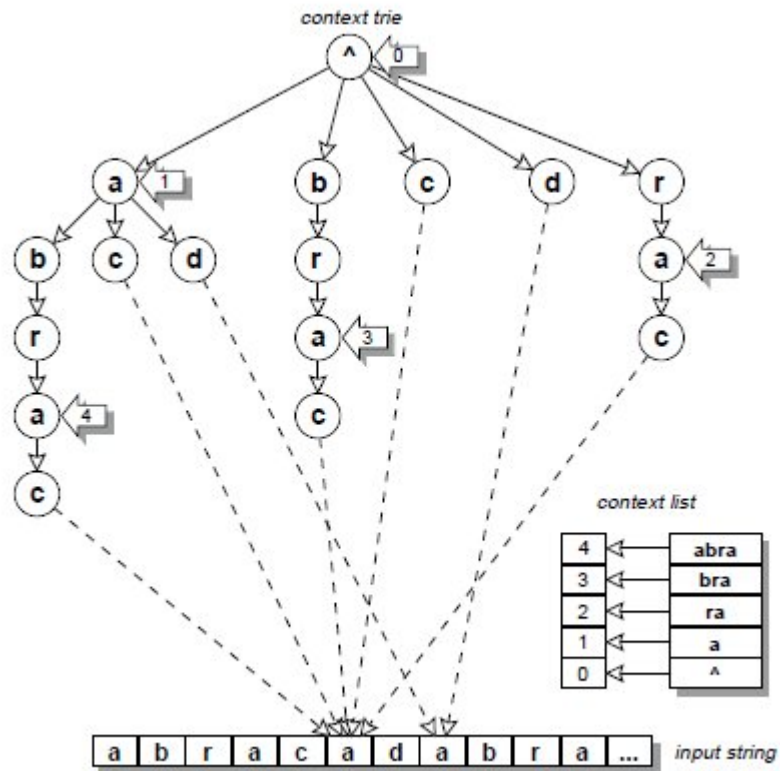 context trie
^ 0
a 1 b c d r
b c d r a 2
r a 3 c
a 4 c
c
context list
4 abra
3 bra
2 ra
1 a
0 ^
a b r a c a d a b r a ... input string